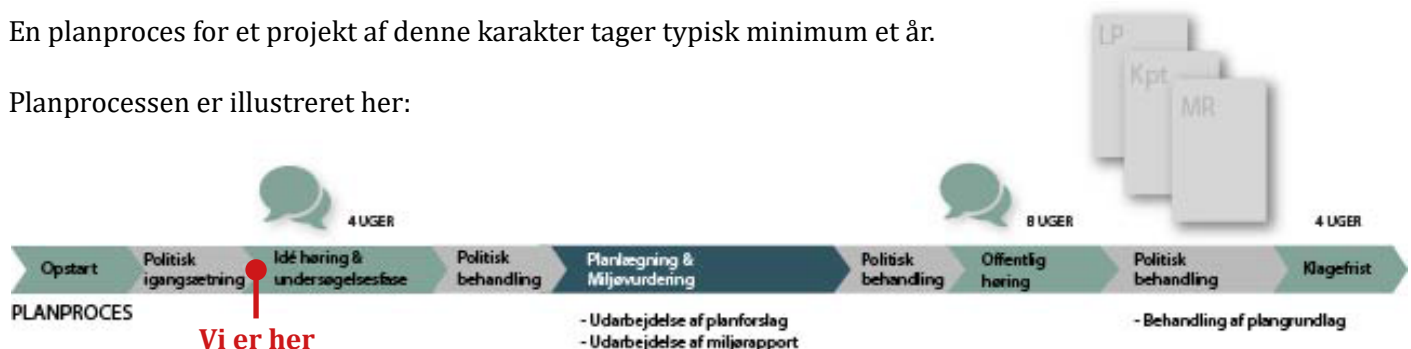 En planproces for et projekt af denne karakter tager typisk minimum et år.
Planprocessen er illustreret her:
LP
Kpt.
MR
4 UGER
8 UGER
4 UGER
Opstart
Politisk
igangsætning
Idé høring &
undersøgelsesfase
Politisk
behandling
Planlægning &
Miljøvurdering
Politisk
behandling
Offentlig
høring
Politisk
behandling
Klagefrist
PLANPROCES
Vi er her
- Udarbejdelse af planforslag
- Udarbejdelse af miljørapport
- Behandling af plangrundlag